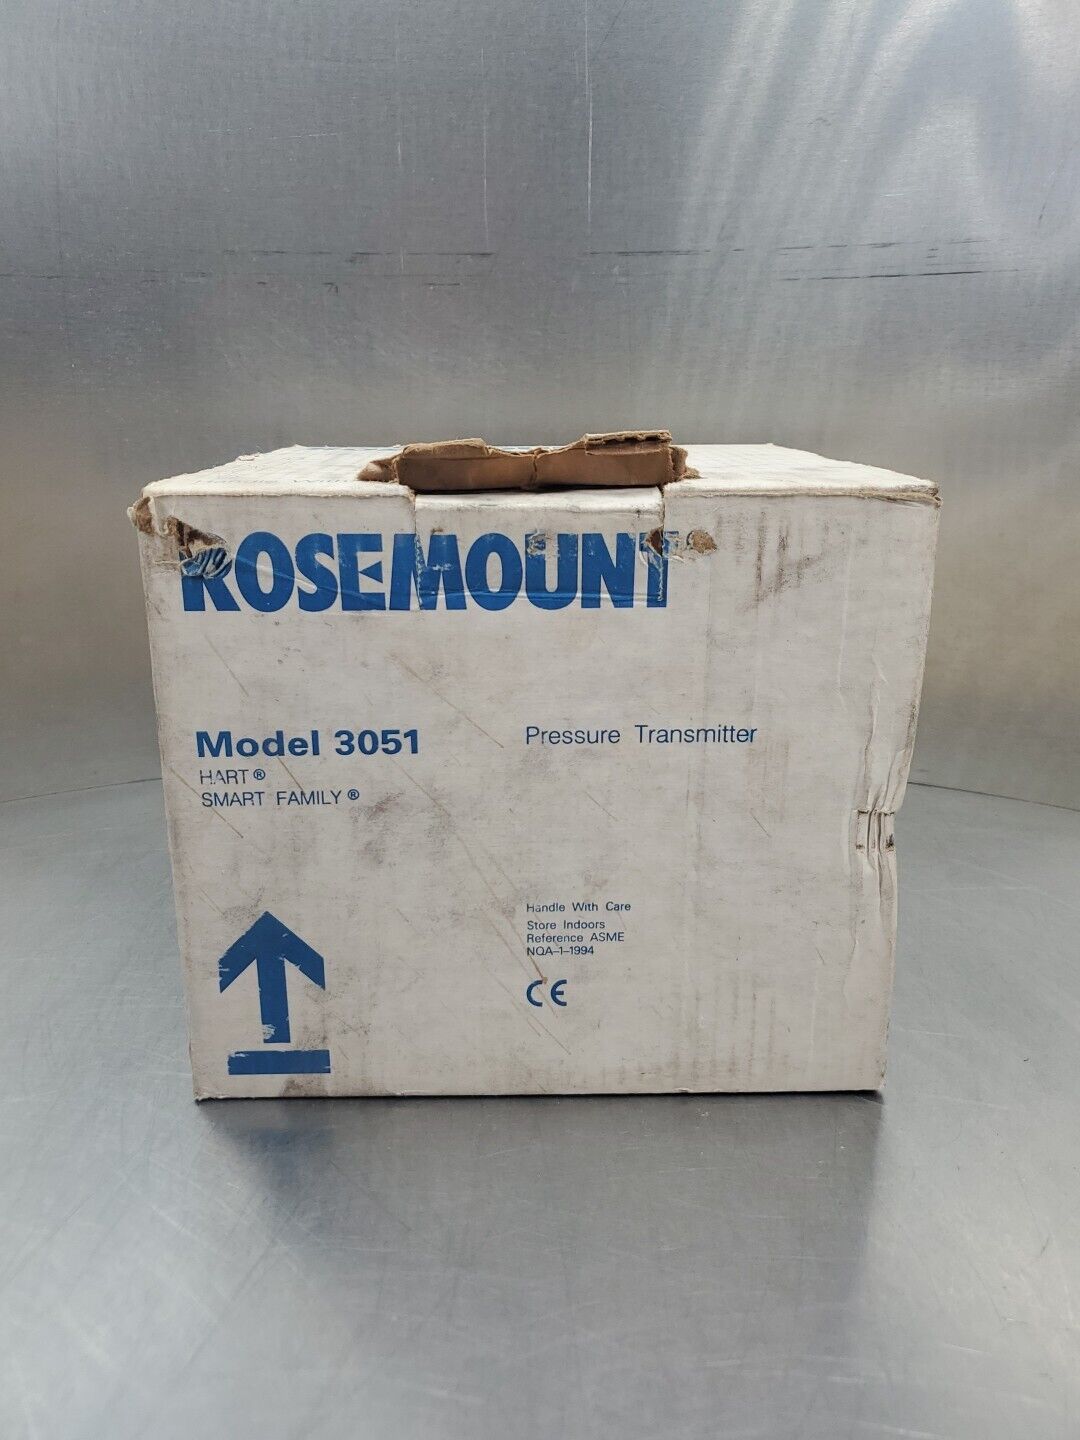 ROSEMOUNT
Model 3051
HART®
SMART FAMILY®
Pressure Transmitter
Handle With Care
Store Indoors
Reference ASME
NQA-1-1994
CE